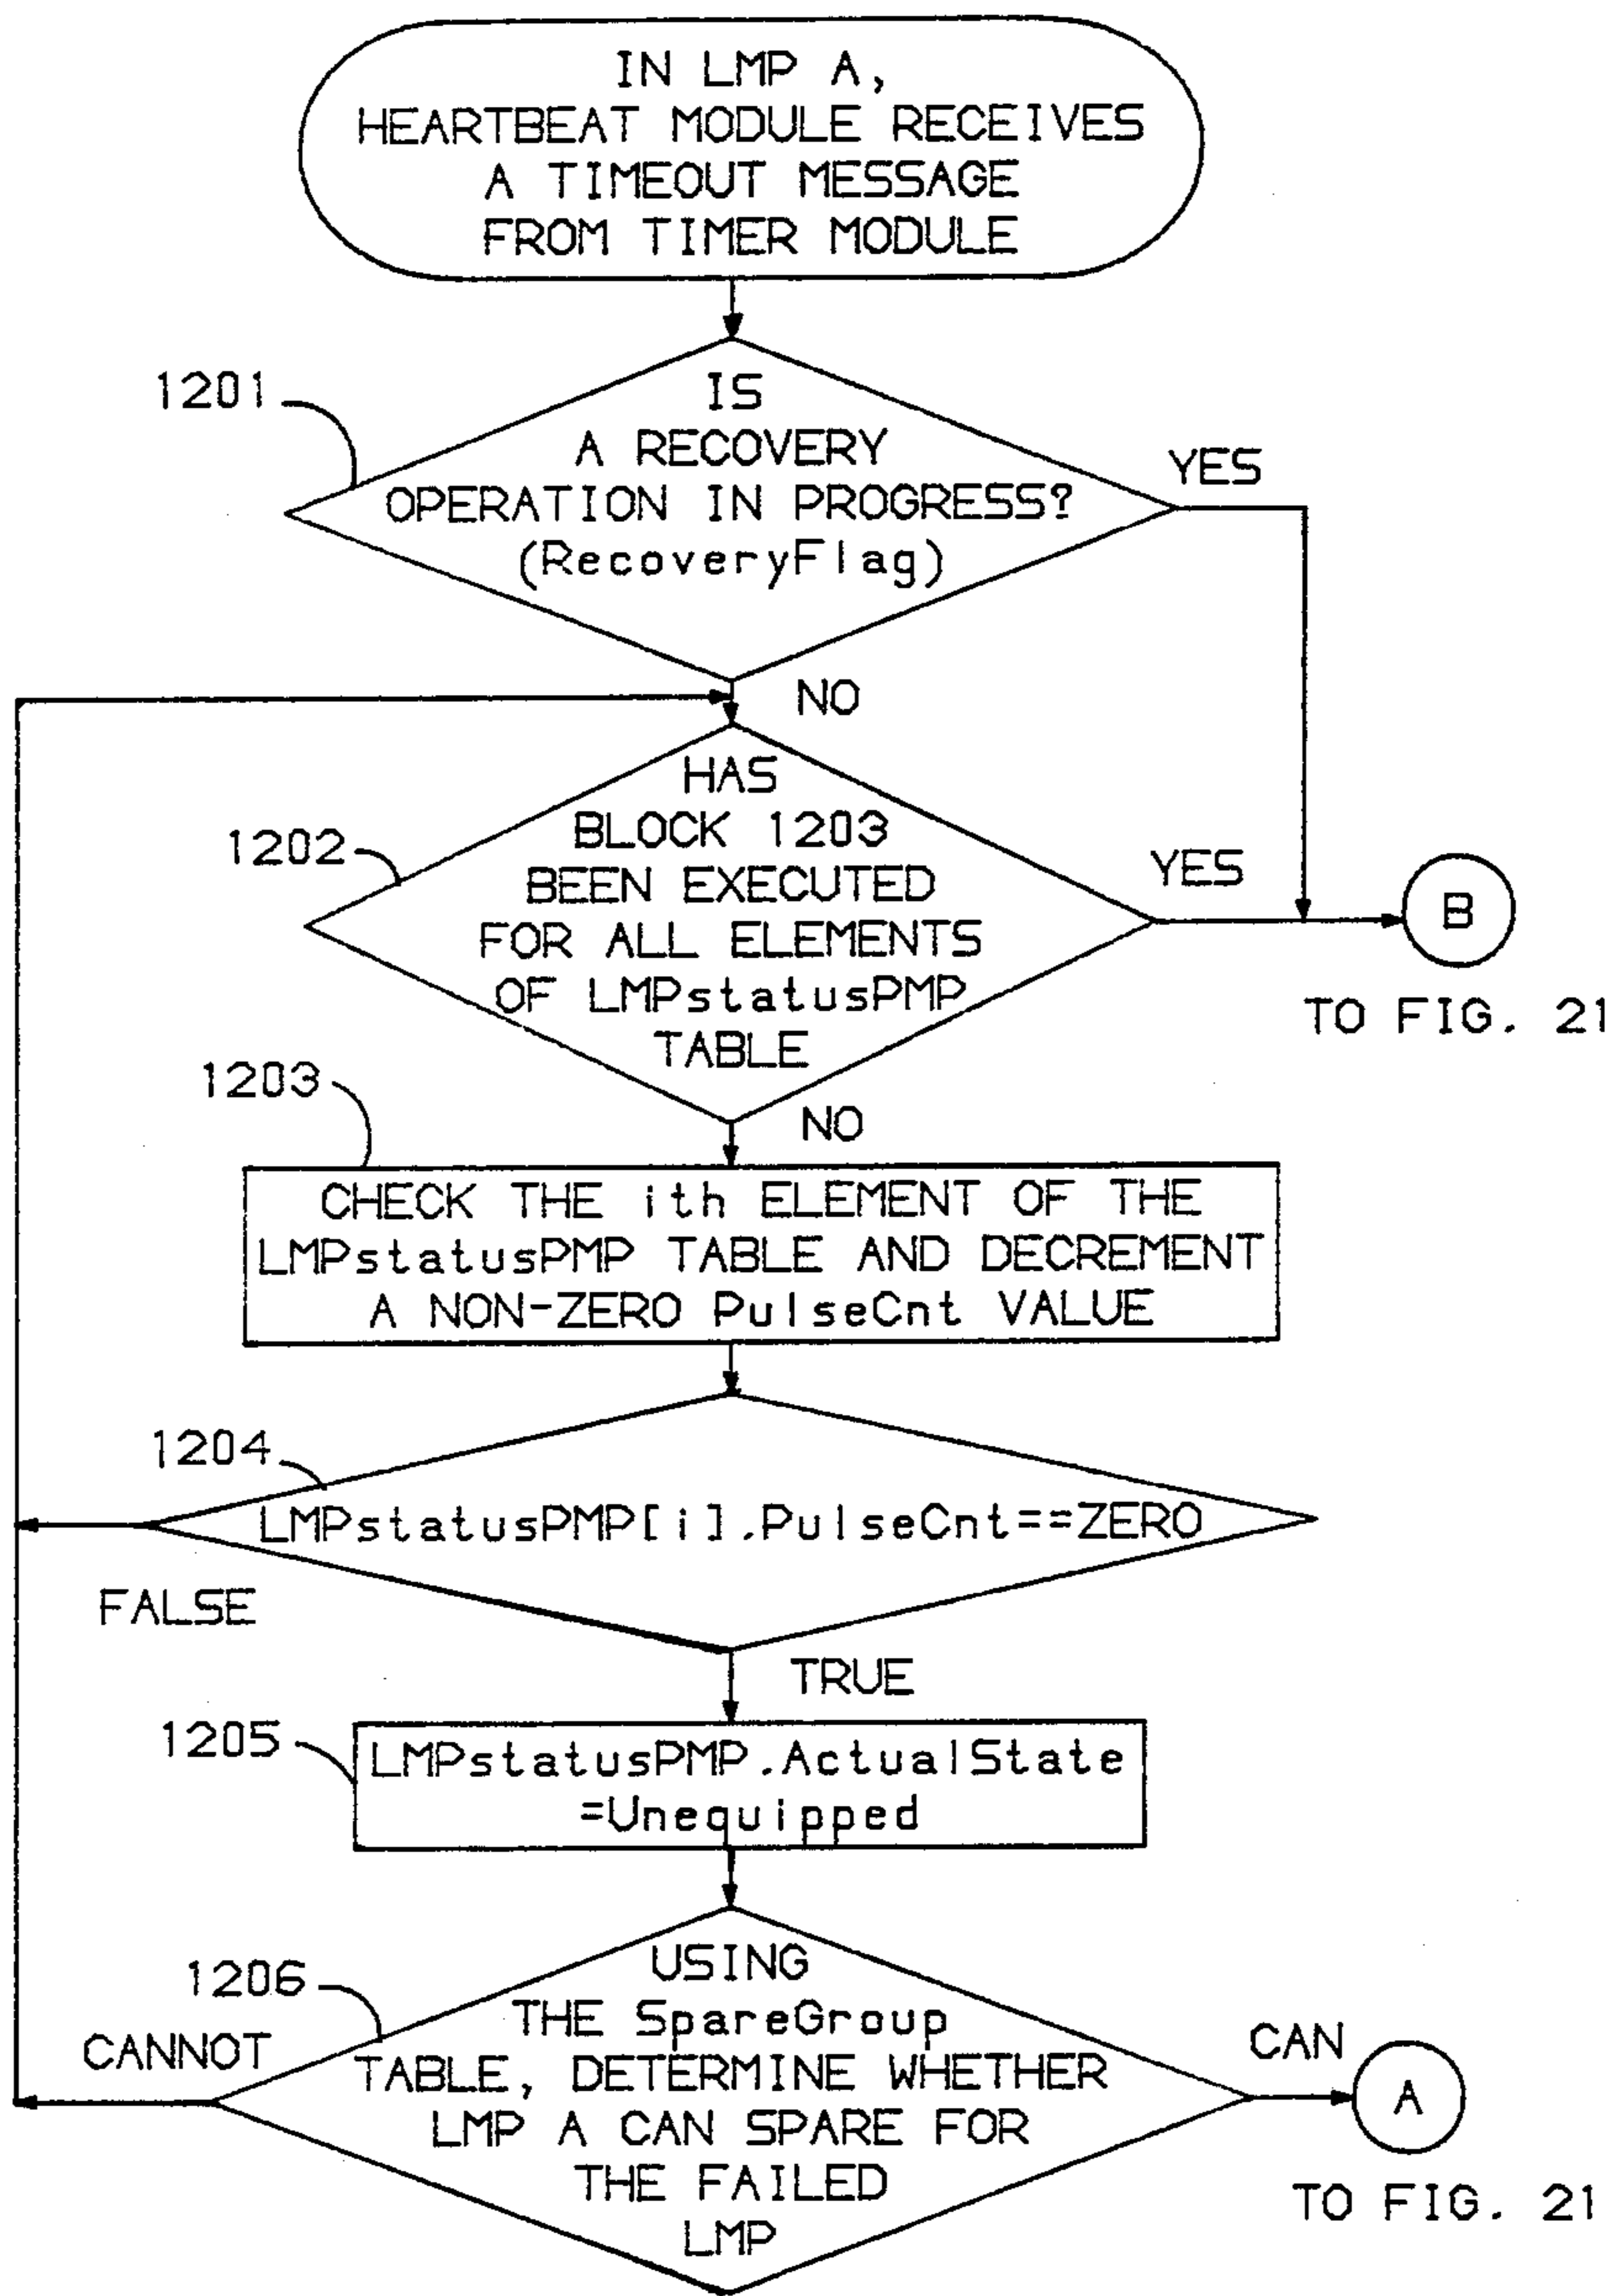 IN LMP A,
HEARTBEAT MODULE RECEIVES
A TIMEOUT MESSAGE
FROM TIMER MODULE
1201
IS
A RECOVERY
OPERATION IN PROGRESS?
(RecoveryFlag)
YES
NO
1202
HAS
BLOCK 1203
BEEN EXECUTED
FOR ALL ELEMENTS
OF LMPstatusPMP
TABLE
YES
B
TO FIG. 21
1203
NO
CHECK THE ith ELEMENT OF THE
LMPstatusPMP TABLE AND DECREMENT
A NON-ZERO PulseCnt VALUE
1204
LMPstatusPMP[i].PulseCnt==ZERO
FALSE
TRUE
1205
LMPstatusPMP.ActualState
=Unequipped
1206
USING
THE SpareGroup
TABLE, DETERMINE WHETHER
LMP A CAN SPARE FOR
THE FAILED
LMP
CANNOT
CAN
A
TO FIG. 21